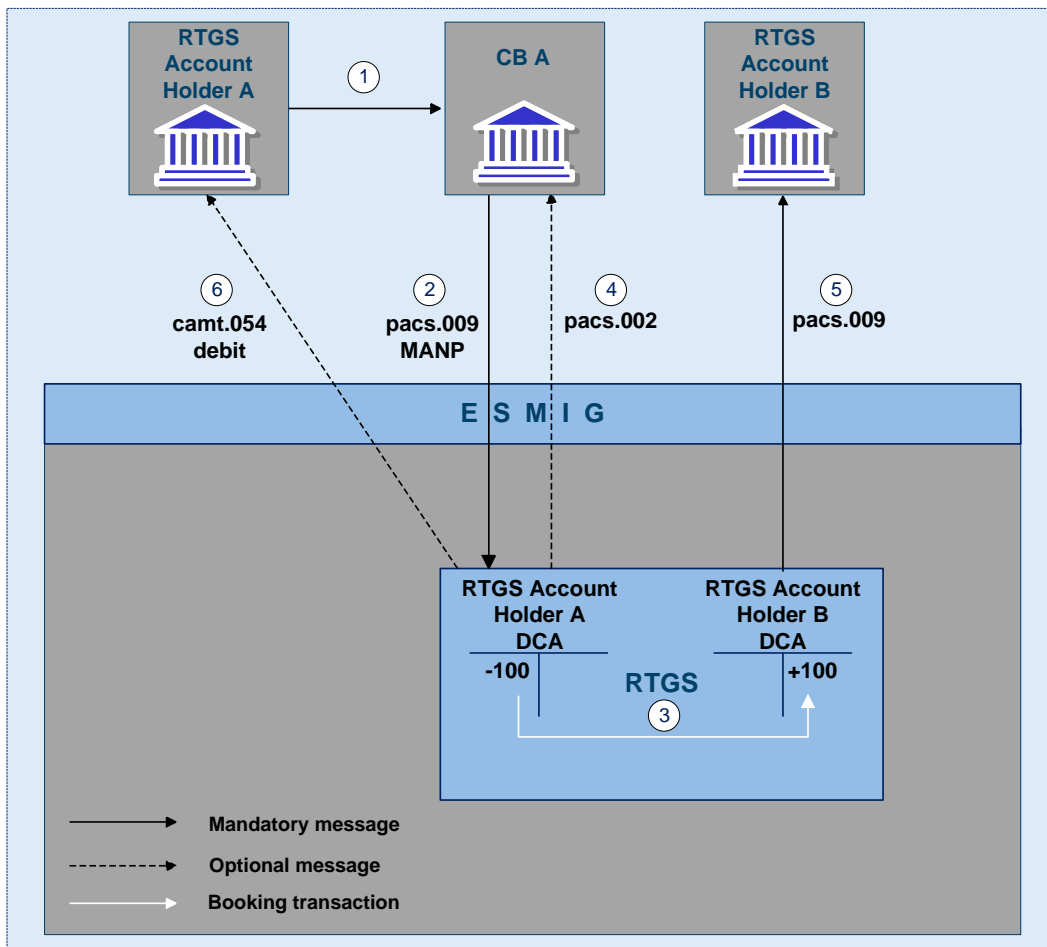 RTGS
Account
Holder A
1
CB A
RTGS
Account
Holder B
6
camt.054
debit
2
pacs.009
MANP
4
pacs.002
5
pacs.009
E S M I G
RTGS Account
Holder A
DCA
-100
RTGS Account
Holder B
DCA
+100
RTGS
3
Mandatory message
Optional message
Booking transaction